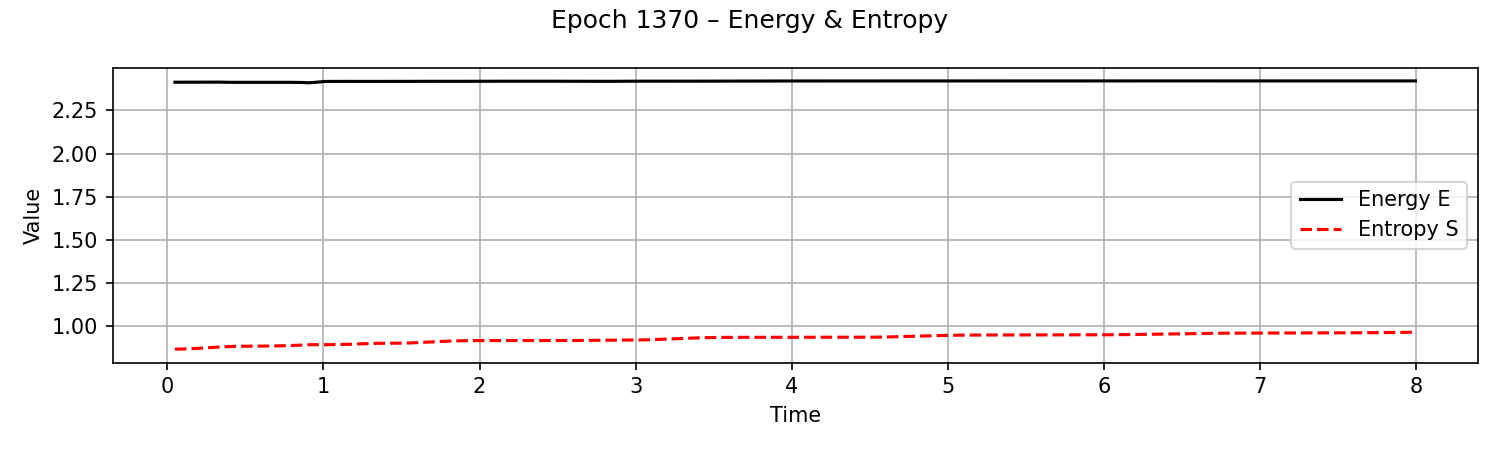 Epoch 1370 – Energy & Entropy
Value
2.25
2.00
1.75
1.50
1.25
1.00
Energy E
Entropy S
0 1 2 3 4 5 6 7 8
Time